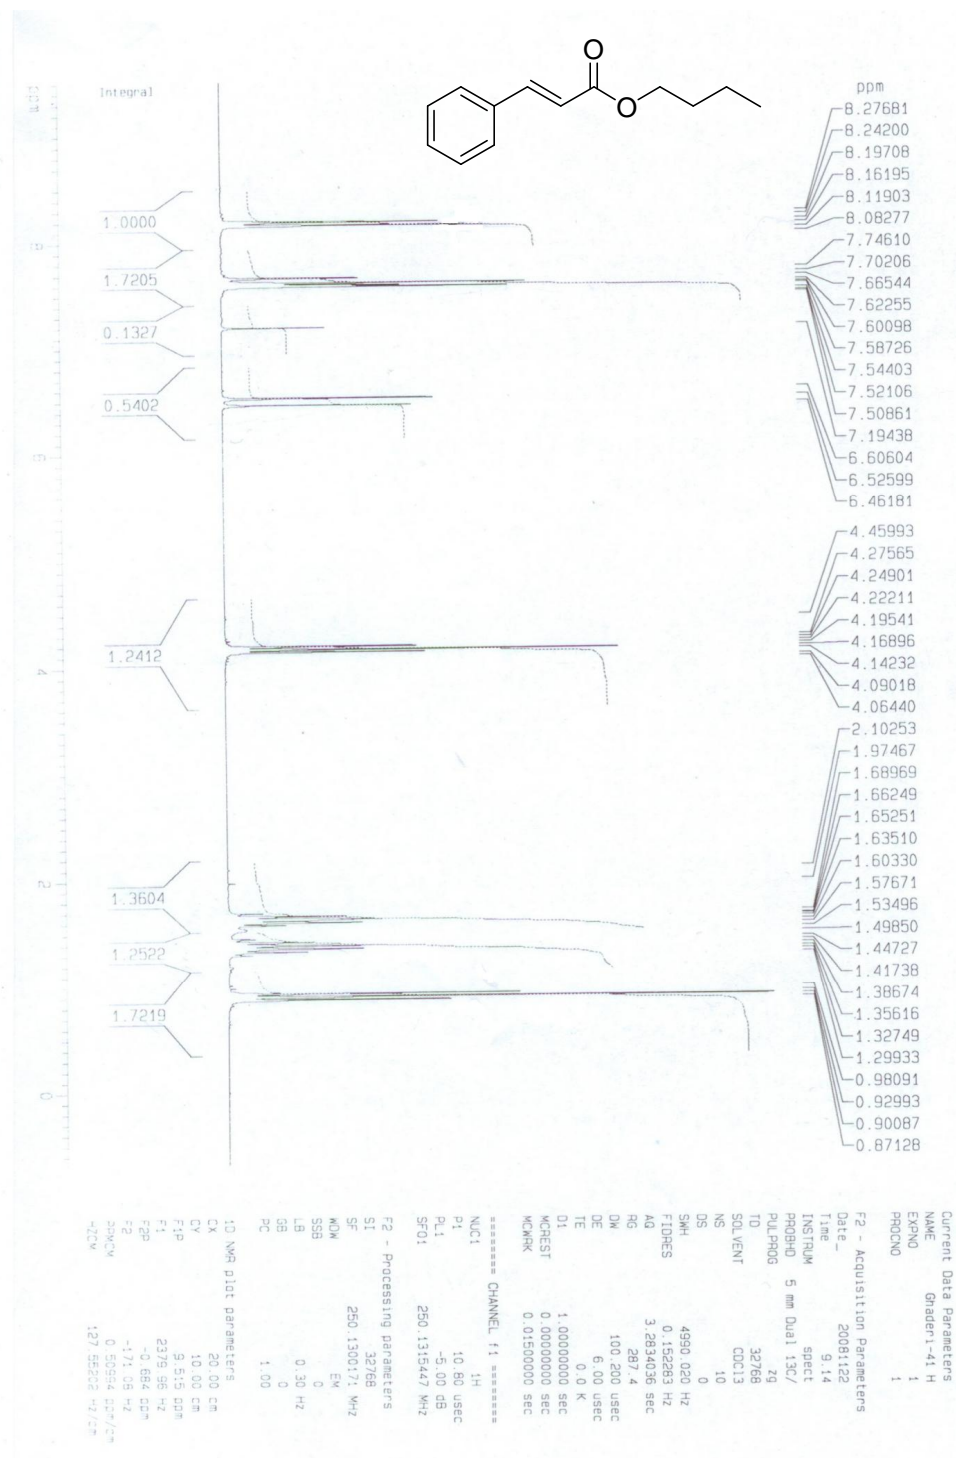 O
O
Integral
ppm
ppm
8.27681
8.24200
8.19708
8.16195
8.11903
8.08277
7.74610
7.70206
7.66544
7.62255
7.60098
7.58726
7.54403
7.52106
7.50861
7.19438
6.60604
6.52599
6.46181
4.45993
4.27565
4.24901
4.22211
4.19541
4.16896
4.14232
4.09018
4.06440
2.10253
1.97467
1.68969
1.66249
1.65251
1.63510
1.60330
1.57671
1.53496
1.49850
1.44727
1.41738
1.38674
1.35616
1.32749
1.29933
0.98091
0.92993
0.90087
0.87128
1.0000
1.7205
0.1327
0.5402
1.2412
1.3604
1.2522
1.7219
8
6
4
2
0
Current Data Parameters
NAME Ghaderi-41 H
EXPNO 1
PROCNO 1
F2 - Acquisition Parameters
Date_ 20081122
Time 9.14
INSTRUM spect
PROBHD 5 mm Dual 13C/
PULPROG zg
TD 32768
SOLVENT CDCl3
NS 10
DS 0
SWH 4990.020 Hz
FIDRES 0.152283 Hz
AQ 3.2834036 sec
RG 287.4
DW 100.200 usec
DE 6.00 usec
TE 0.0 K
D1 1.00000000 sec
MCREST 0.00000000 sec
MCWRK 0.01500000 sec
======== CHANNEL f1 ========
NUC1 1H
P1 10.80 usec
PL1 -5.00 dB
SFO1 250.1315447 MHz
F2 - Processing parameters
SI 32768
SF 250.1300171 MHz
WDW EM
SSB 0
LB 0.30 Hz
GB 0
PC 1.00
1D NMR plot parameters
CX 20.00 cm
CY 10.00 cm
F1P 9.515 ppm
F1 2379.96 Hz
F2P -0.684 ppm
F2 -171.08 Hz
PPMCM 0.50994 ppm/cm
HZCM 127.55202 Hz/cm